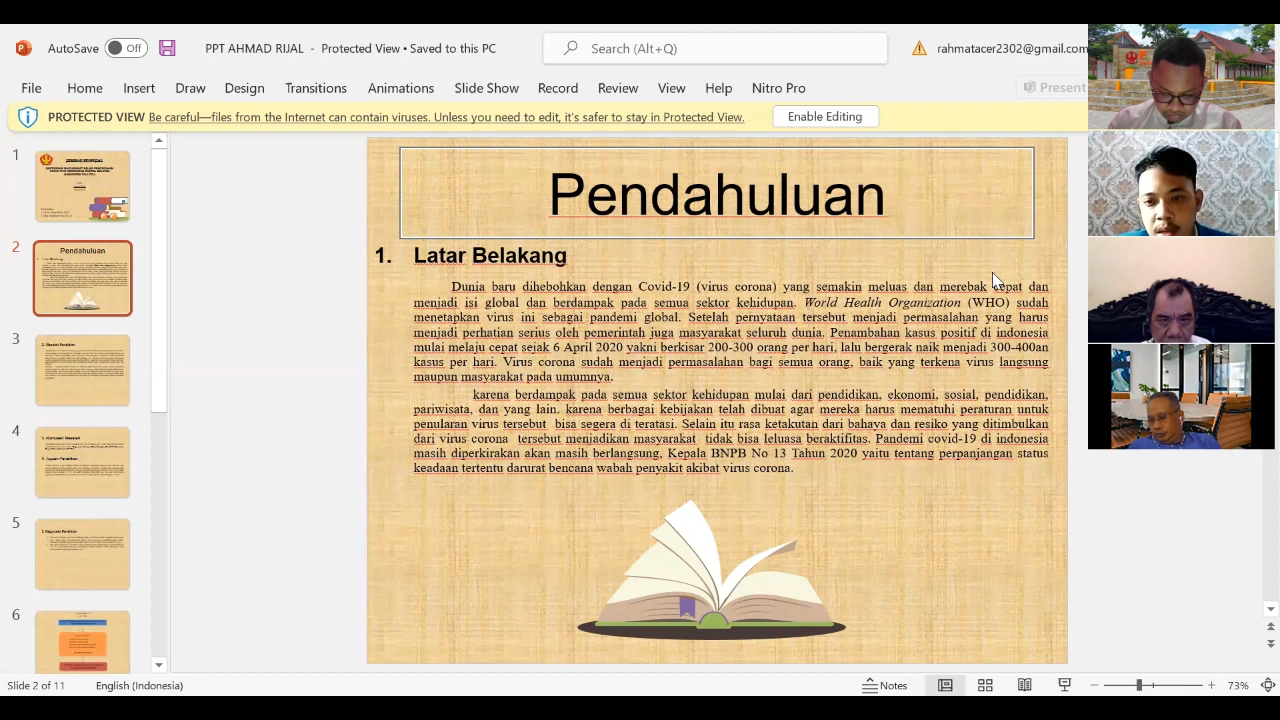 AutoSave Off PPT AHMAD RIJAL - Protected View • Saved to this PC Search (Alt+Q) rahmatacer2302@gmail.com
File Home Insert Draw Design Transitions Animations Slide Show Record Review View Help Nitro Pro Present
PROTECTED VIEW Be careful—files from the Internet can contain viruses. Unless you need to edit, it's safer to stay in Protected View. Enable Editing
1
2
3
4
5
6
Pendahuluan
1. Latar Belakang
Dunia baru dihebohkan dengan Covid-19 (virus corona) yang semakin meluas dan merebak cepat dan
menjadi isi global dan berdampak pada semua sektor kehidupan. World Health Organization (WHO) sudah
menetapkan virus ini sebagai pandemi global. Setelah pernyataan tersebut menjadi permasalahan yang harus
menjadi perhatian serius oleh pemerintah juga masyarakat seluruh dunia. Penambahan kasus positif di indonesia
mulai melaju cepat sejak 6 April 2020 yakni berkisar 200-300 orang per hari, lalu bergerak naik menjadi 300-400an
kasus per hari. Virus corona sudah menjadi permasalahan bagi semua orang, baik yang terkena virus langsung
maupun masyarakat pada umumnya.
karena berdampak pada semua sektor kehidupan mulai dari pendidikan, ekonomi, sosial, pendidikan,
pariwisata, dan yang lain. karena berbagai kebijakan telah dibuat agar mereka harus mematuhi peraturan untuk
penularan virus tersebut bisa segera di teratasi. Selain itu rasa ketakutan dari bahaya dan resiko yang ditimbulkan
dari virus corona tersebut menjadikan masyarakat tidak bisa leluasa beraktifitas. Pandemi covid-19 di indonesia
masih diperkirakan akan masih berlangsung, Kepala BNPB No 13 Tahun 2020 yaitu tentang perpanjangan status
keadaan tertentu darurat bencana wabah penyakit akibat virus corona.
Slide 2 of 11 English (Indonesia) Notes 73%